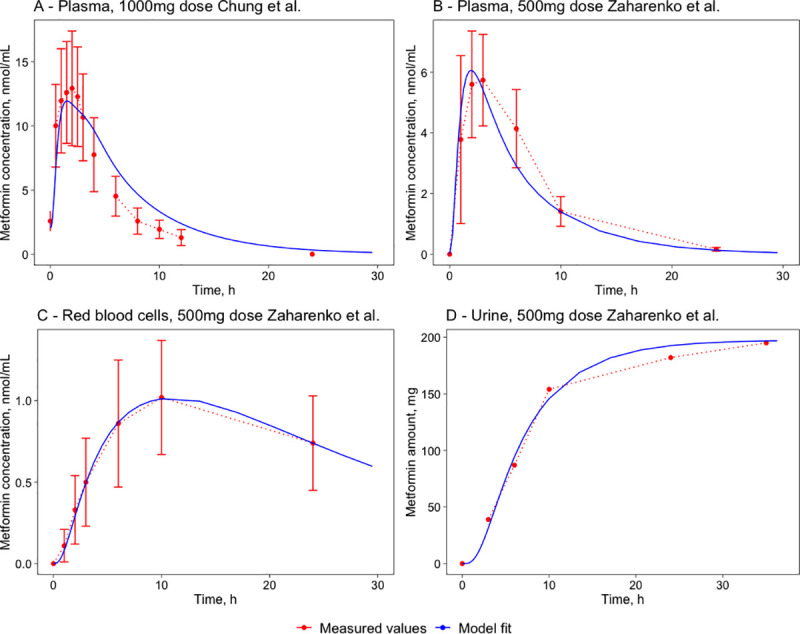 A - Plasma, 1000mg dose Chung et al.
Metformin concentration, nmol/mL
15
10
5
0
0
10
20
30
Time, h
B - Plasma, 500mg dose Zaharenko et al.
Metformin concentration, nmol/mL
6
4
2
0
0
10
20
30
Time, h
C - Red blood cells, 500mg dose Zaharenko et al.
Metformin concentration, nmol/mL
1.0
0.5
0.0
0
10
20
30
Time, h
D - Urine, 500mg dose Zaharenko et al.
Metformin amount, mg
200
150
100
50
0
0
10
20
30
Time, h
Measured values
Model fit